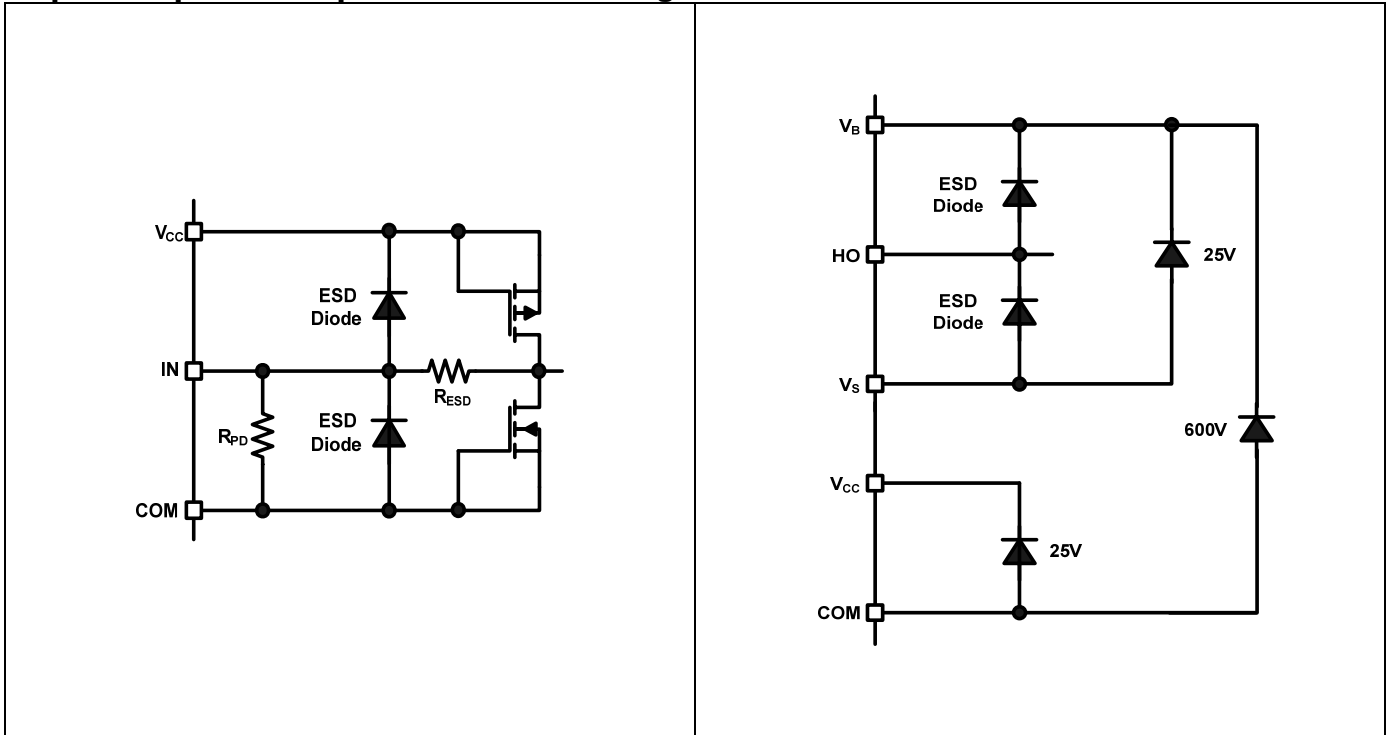 VCC
ESD
Diode
IN
RESD
RPD
ESD
Diode
COM
VB
ESD
Diode
HO
25V
ESD
Diode
VS
600V
VCC
25V
COM